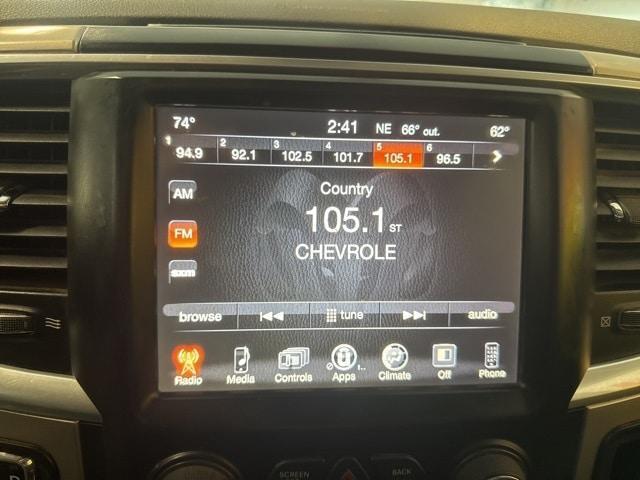 74° 2:41 NE 66° out. 62°
1 2 3 4 5 6
94.9 92.1 102.5 101.7 105.1 96.5
AM
Country
105.1 ST
FM
CHEVROLE
sxm
browse tune audio
Radio Media Controls Apps Climate Off Phone
SCREEN BACK